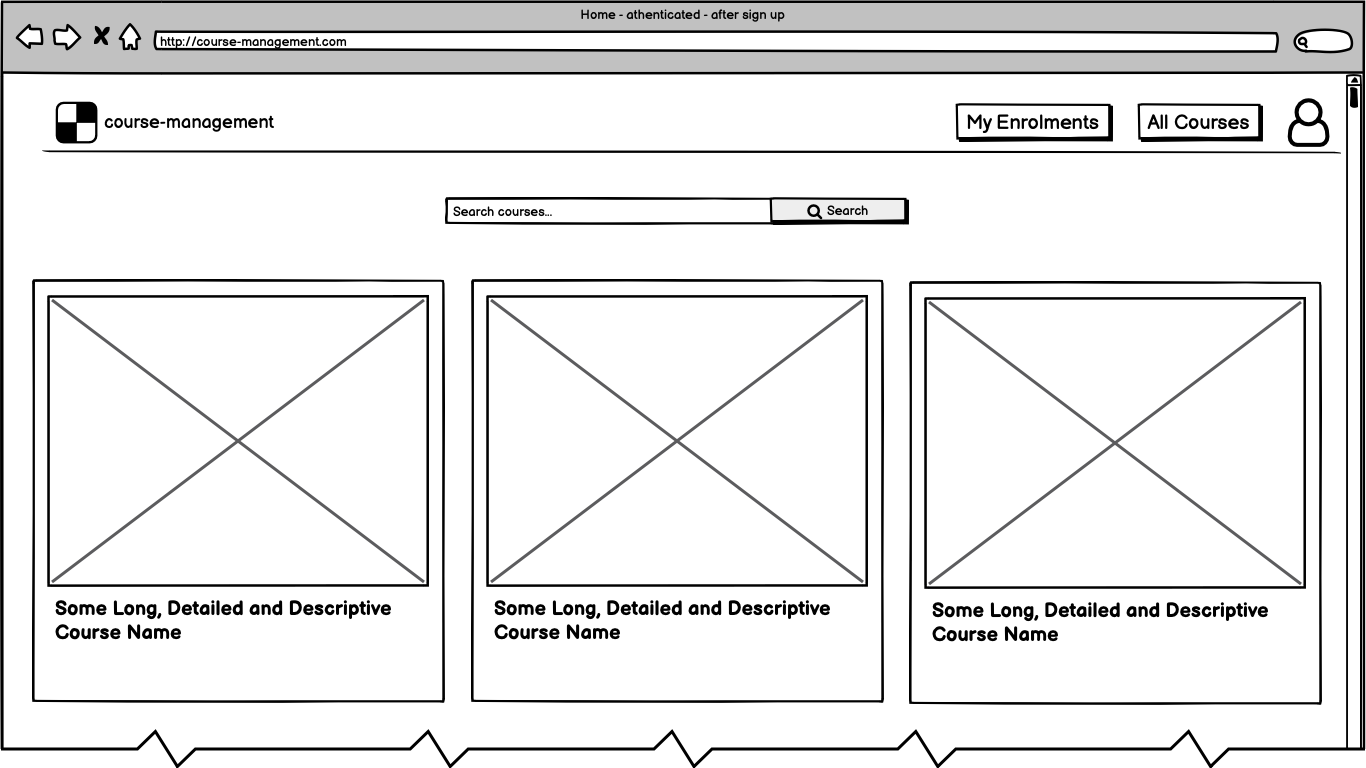 Home - athenticated - after sign up
http://course-management.com
course-management
My Enrolments
All Courses
Search courses...
Search
Some Long, Detailed and Descriptive
Course Name
Some Long, Detailed and Descriptive
Course Name
Some Long, Detailed and Descriptive
Course Name